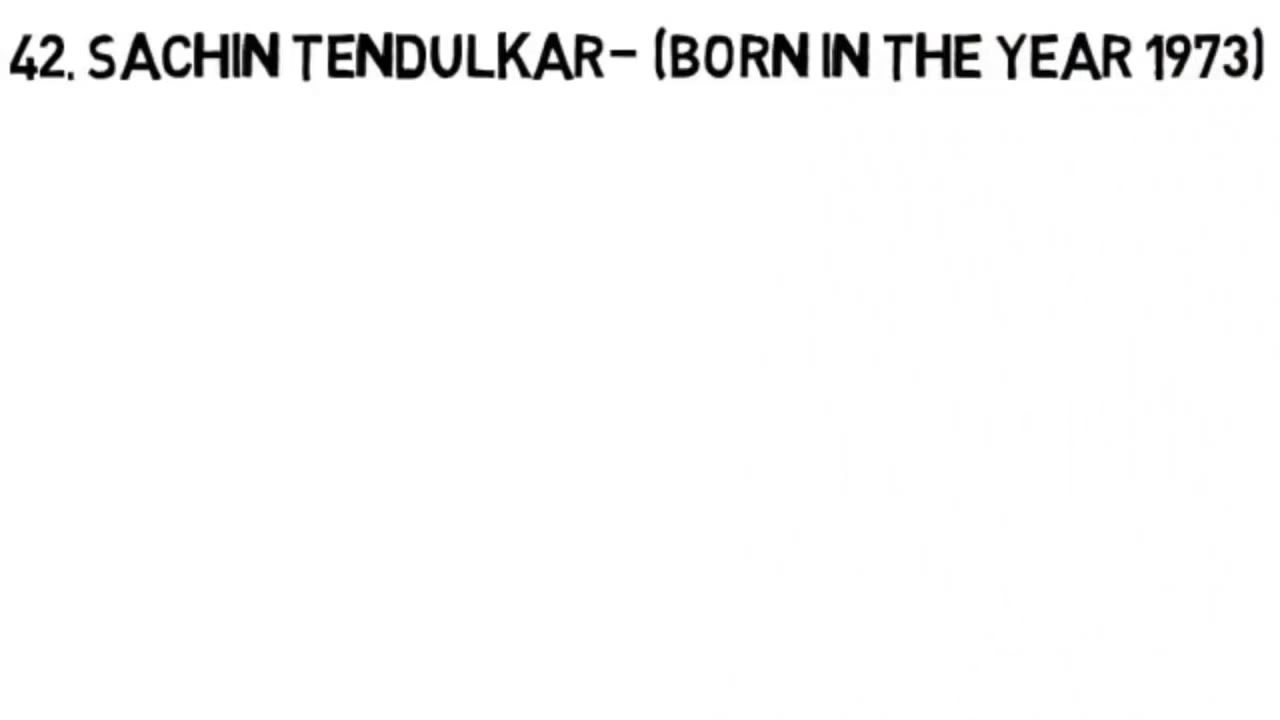 42. SACHIN TENDULKAR- (BORN IN THE YEAR 1973)